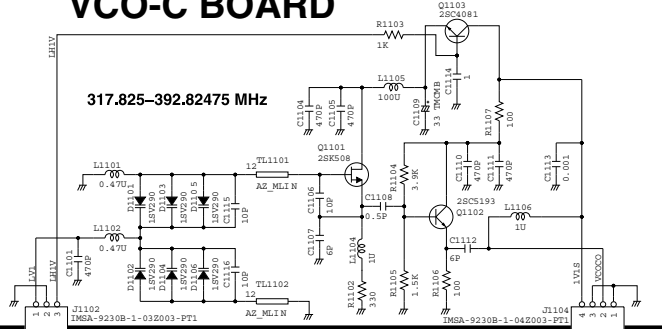 VCO-C BOARD
Q1103
2SC4081
LH1V
R1103
1K
L1105
100U
C1114
1
317.825–392.82475 MHz
C1104
470P
C1105
470P
C1109
33 TMCMB
R1107
100
Q1101
2SK508
L1101
0.47U
TL1101
12
AZ_MLIN
D1101
1SV290
D1103
1SV290
D1105
1SV290
C1115
10P
C1106
10P
C1108
0.5P
R1104
3.9K
C1110
470P
C1111
470P
C1113
0.001
2SC5193
Q1102
L1106
1U
L1102
0.47U
C1107
6P
L1104
1U
C1112
6P
LV1
C1101
470P
LH1V
D1102
1SV290
D1104
1SV290
D1106
1SV290
C1116
10P
TL1102
12
AZ_MLIN
R1102
330
R1105
1.5K
R1106
100
V1S
VCOCO
J1102
1 2 3
IMSA-9230B-1-03Z003-PT1
J1104
4 3 2 1
IMSA-9230B-1-04Z003-PT1